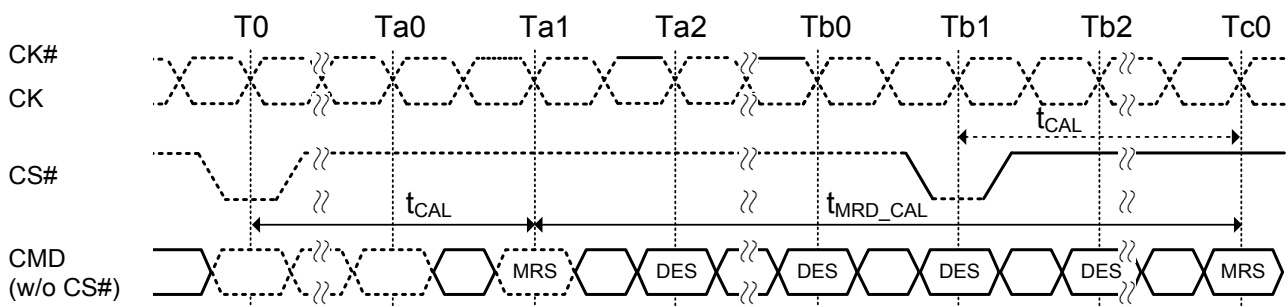 T0 Ta0 Ta1 Ta2 Tb0 Tb1 Tb2 Tc0
CK#
CK
tCAL
CS#
tCAL tMRD_CAL
CMD
(w/o CS#)
MRS DES DES DES DES MRS